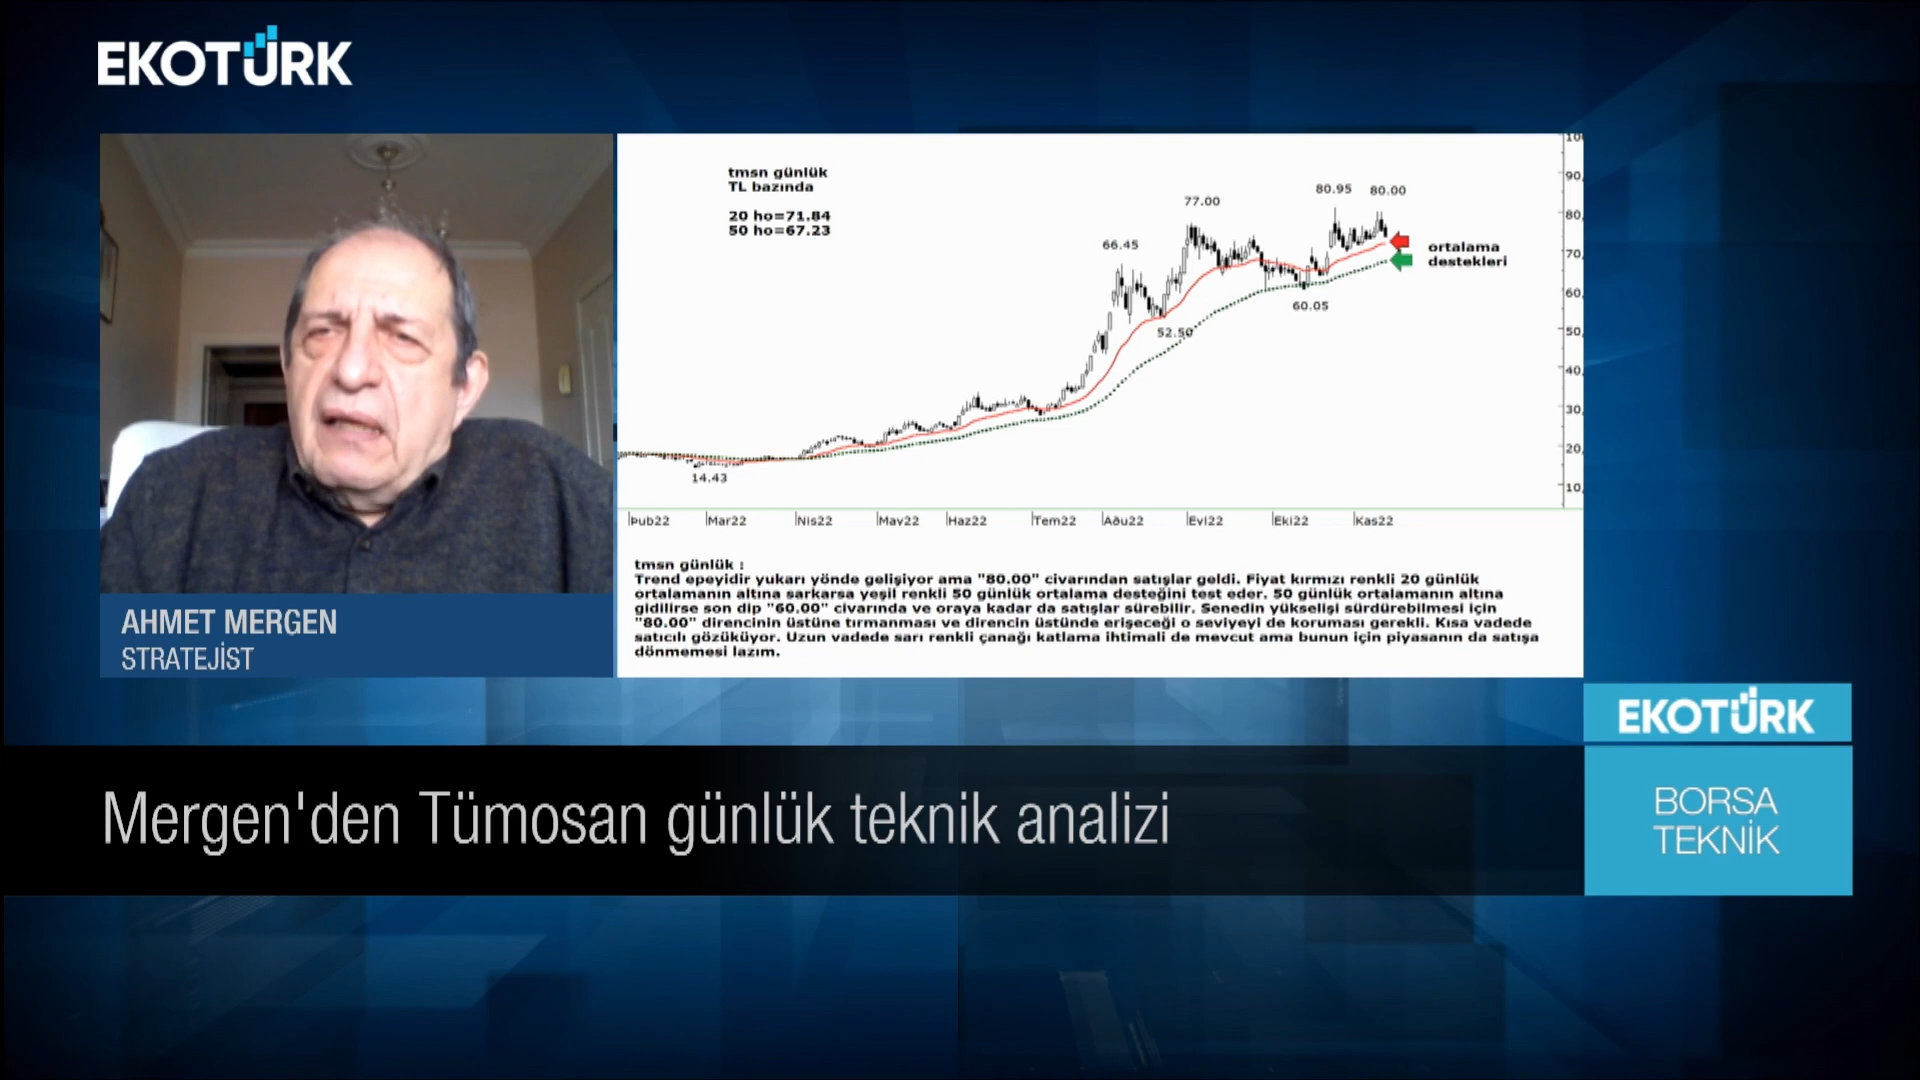 EKOTÜRK
tmsn günlük
TL bazında
20 ho=71.84
50 ho=67.23
66.45
77.00
80.95
80.00
ortalama
destekleri
52.50
60.05
14.43
90
80
70
60
50
40
30
20
10
Þub22
Mar22
Nis22
May22
Haz22
Tem22
Aðu22
Eyl22
Eki22
Kas22
tmsn günlük :
Trend epeyidir yukarı yönde gelişiyor ama "80.00" civarından satışlar geldi. Fiyat kırmızı renkli 20 günlük
ortalamanın altına sarkarsa yeşil renkli 50 günlük ortalama desteğini test eder. 50 günlük ortalamanın altına
gidilirse son dip "60.00" civarında ve oraya kadar da satışlar sürebilir. Senedin yükselişi sürdürebilmesi için
"80.00" direncinin üstüne tırmanması ve direncin üstünde erişeceği o seviyeyi de koruması gerekli. Kısa vadede
satıcılı gözüküyor. Uzun vadede sarı renkli çanağı katlama ihtimali de mevcut ama bunun için piyasanın da satışa
dönmemesi lazım.
AHMET MERGEN
STRATEJİST
EKOTÜRK
BORSA
TEKNİK
Mergen'den Tümosan günlük teknik analizi